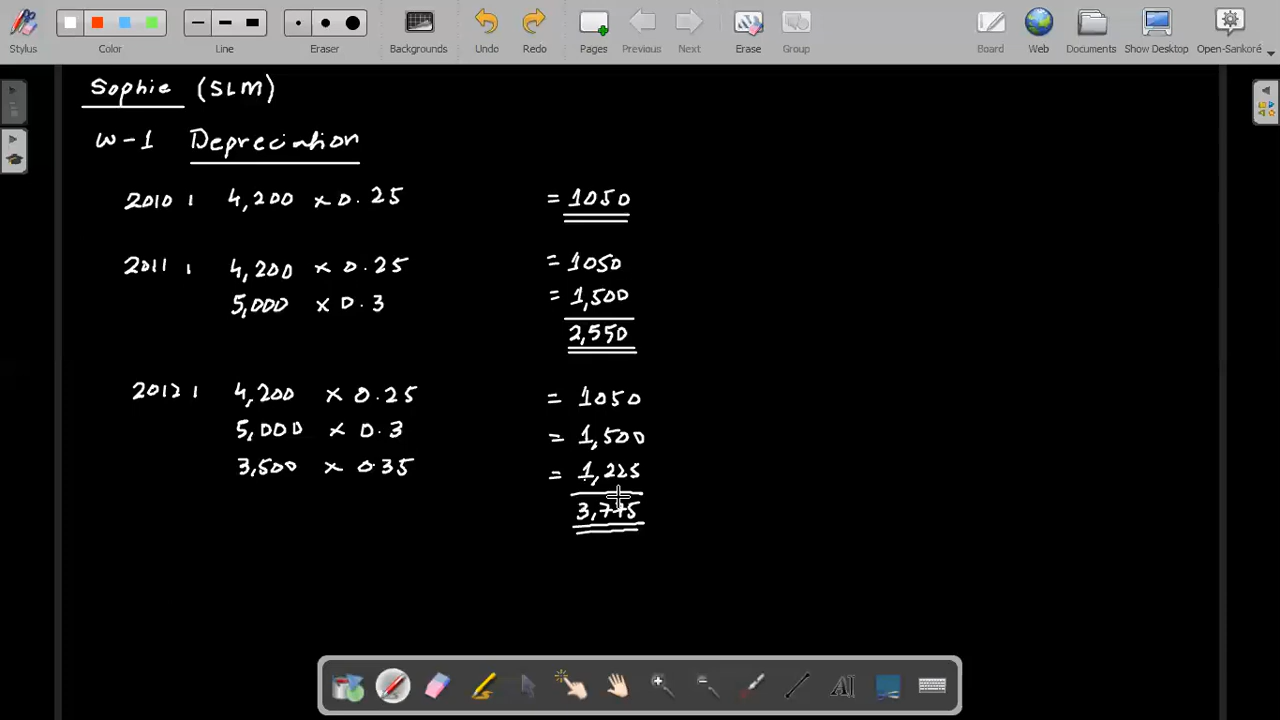 Stylus Color Line Eraser Backgrounds Undo Redo Pages Previous Next Erase Group Board Web Documents Show Desktop Open-Sankoré
Sophie (SLM)
W-1 Depreciation
2010 : 4,200 x 0.25 = 1050
2011 : 4,200 x 0.25 = 1050
5,000 x 0.3 = 1,500
2,550
2012 : 4,200 x 0.25 = 1050
5,000 x 0.3 = 1,500
3,500 x 0.35 = 1,225
3,775